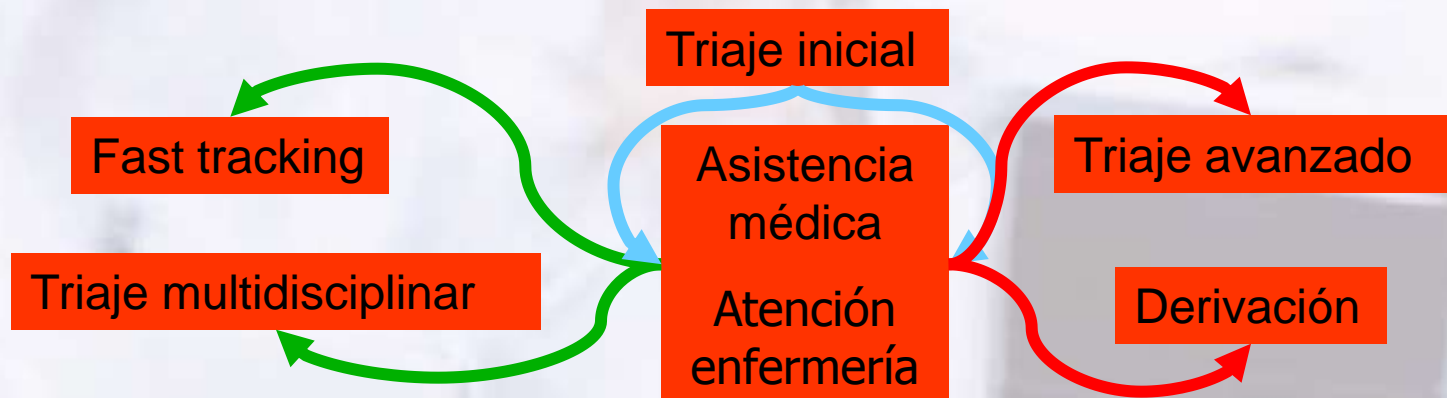 Triaje inicial
Fast tracking
Asistencia
médica
Triaje avanzado
Triaje multidisciplinar
Atención
enfermería
Derivación